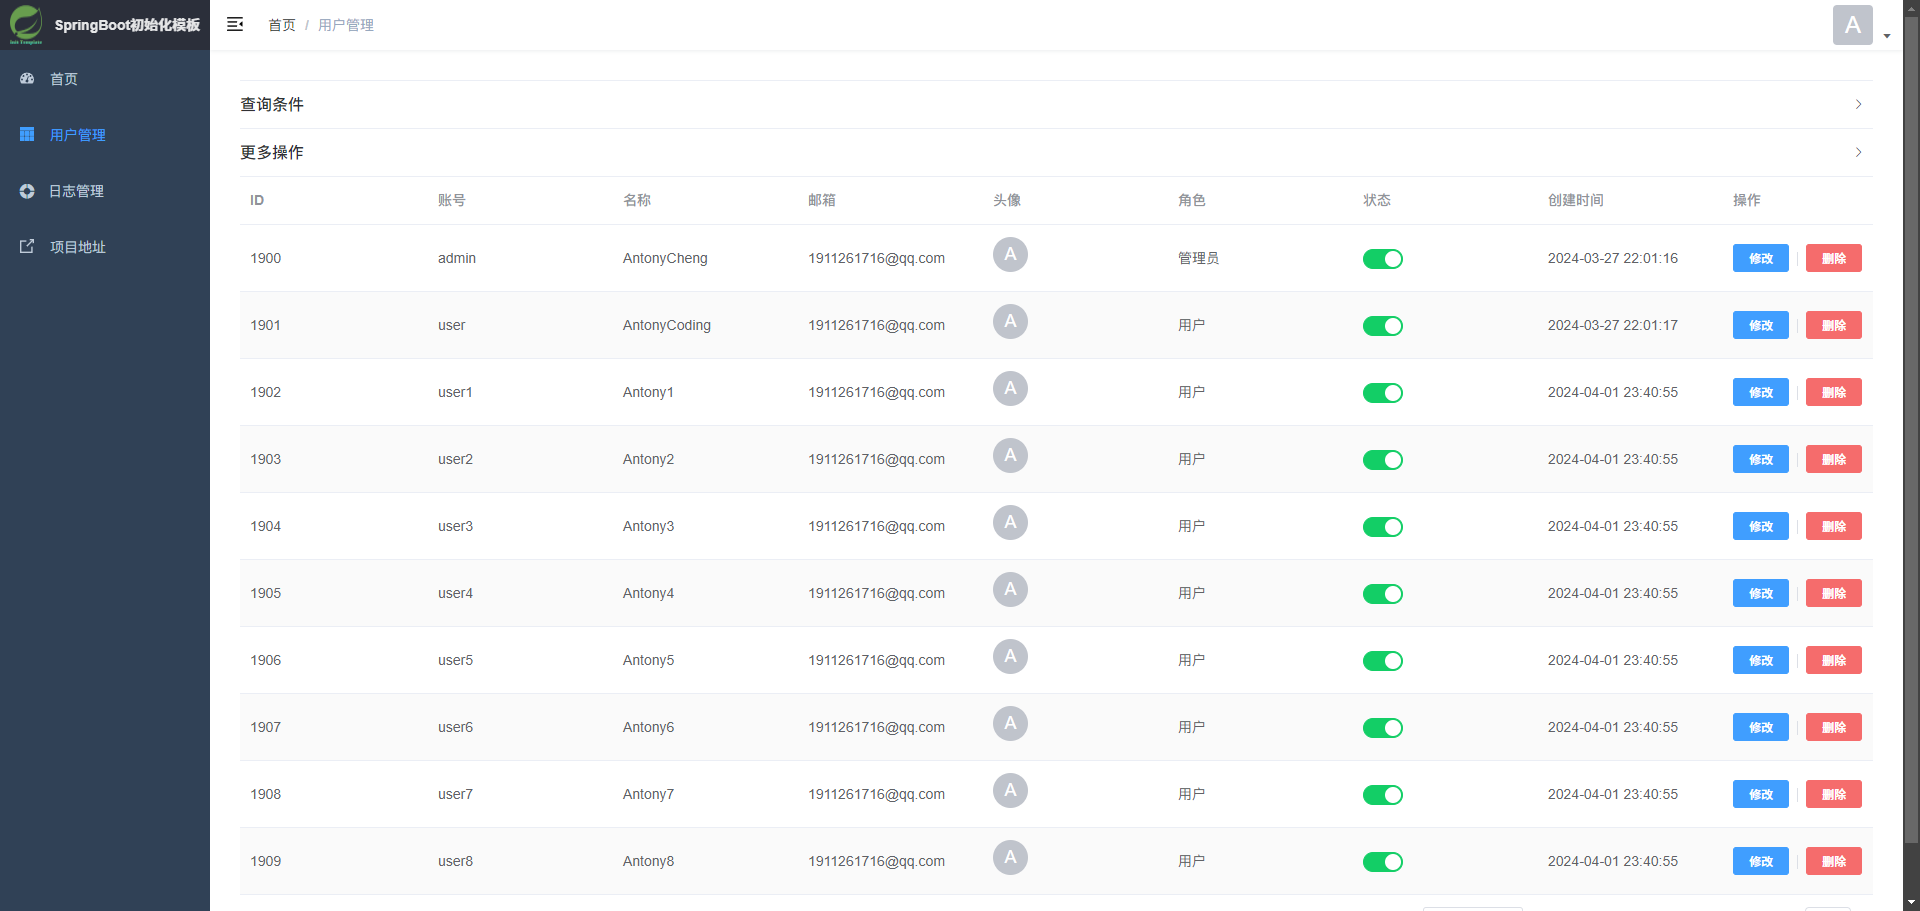 SpringBoot初始化模板
首页 / 用户管理
A
首页
用户管理
日志管理
项目地址
查询条件
更多操作
ID 账号 名称 邮箱 头像 角色 状态 创建时间 操作
1900 admin AntonyCheng 1911261716@qq.com A 管理员 2024-03-27 22:01:16 修改 删除
1901 user AntonyCoding 1911261716@qq.com A 用户 2024-03-27 22:01:17 修改 删除
1902 user1 Antony1 1911261716@qq.com A 用户 2024-04-01 23:40:55 修改 删除
1903 user2 Antony2 1911261716@qq.com A 用户 2024-04-01 23:40:55 修改 删除
1904 user3 Antony3 1911261716@qq.com A 用户 2024-04-01 23:40:55 修改 删除
1905 user4 Antony4 1911261716@qq.com A 用户 2024-04-01 23:40:55 修改 删除
1906 user5 Antony5 1911261716@qq.com A 用户 2024-04-01 23:40:55 修改 删除
1907 user6 Antony6 1911261716@qq.com A 用户 2024-04-01 23:40:55 修改 删除
1908 user7 Antony7 1911261716@qq.com A 用户 2024-04-01 23:40:55 修改 删除
1909 user8 Antony8 1911261716@qq.com A 用户 2024-04-01 23:40:55 修改 删除